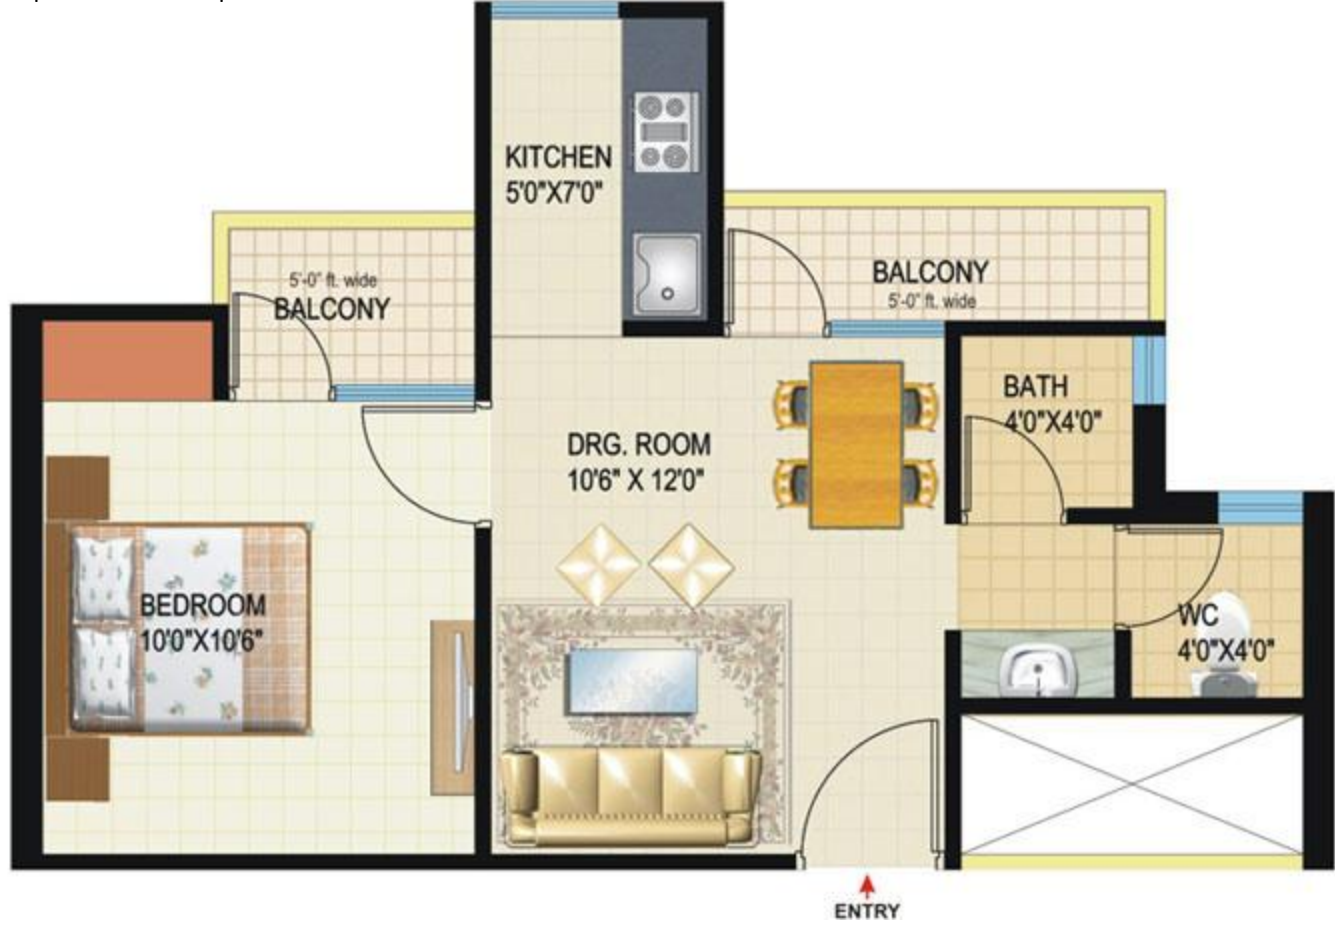 KITCHEN
5'0"X7'0"
5'-0" ft. wide
BALCONY
BALCONY
5'-0" ft. wide
BATH
4'0"X4'0"
DRG. ROOM
10'6" X 12'0"
BEDROOM
10'0"X10'6"
WC
4'0"X4'0"
ENTRY